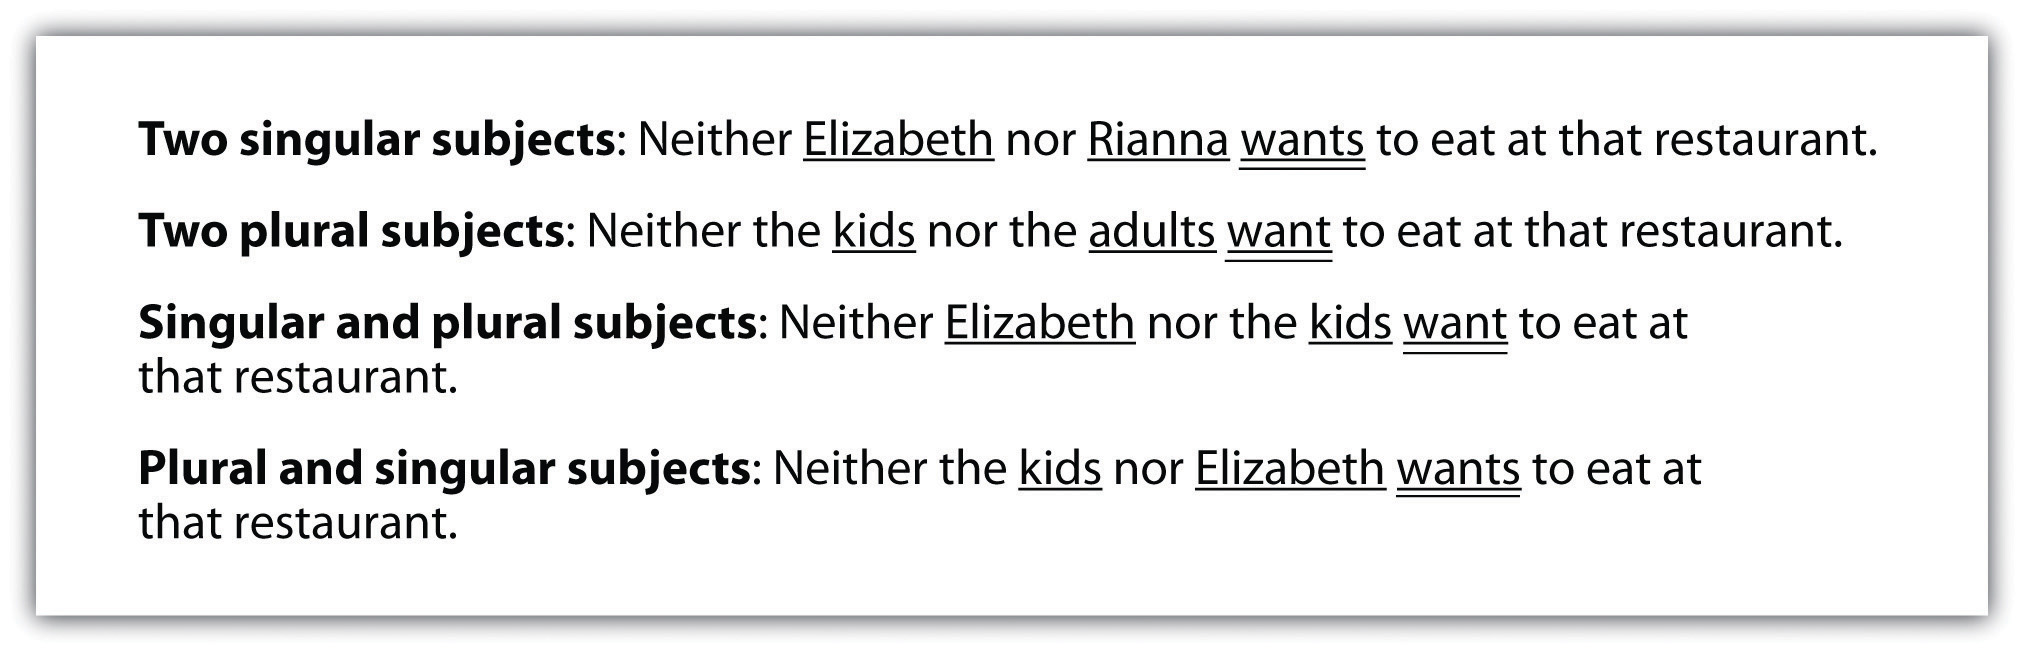 Two singular subjects: Neither Elizabeth nor Rianna wants to eat at that restaurant.
Two plural subjects: Neither the kids nor the adults want to eat at that restaurant.
Singular and plural subjects: Neither Elizabeth nor the kids want to eat at
that restaurant.
Plural and singular subjects: Neither the kids nor Elizabeth wants to eat at
that restaurant.